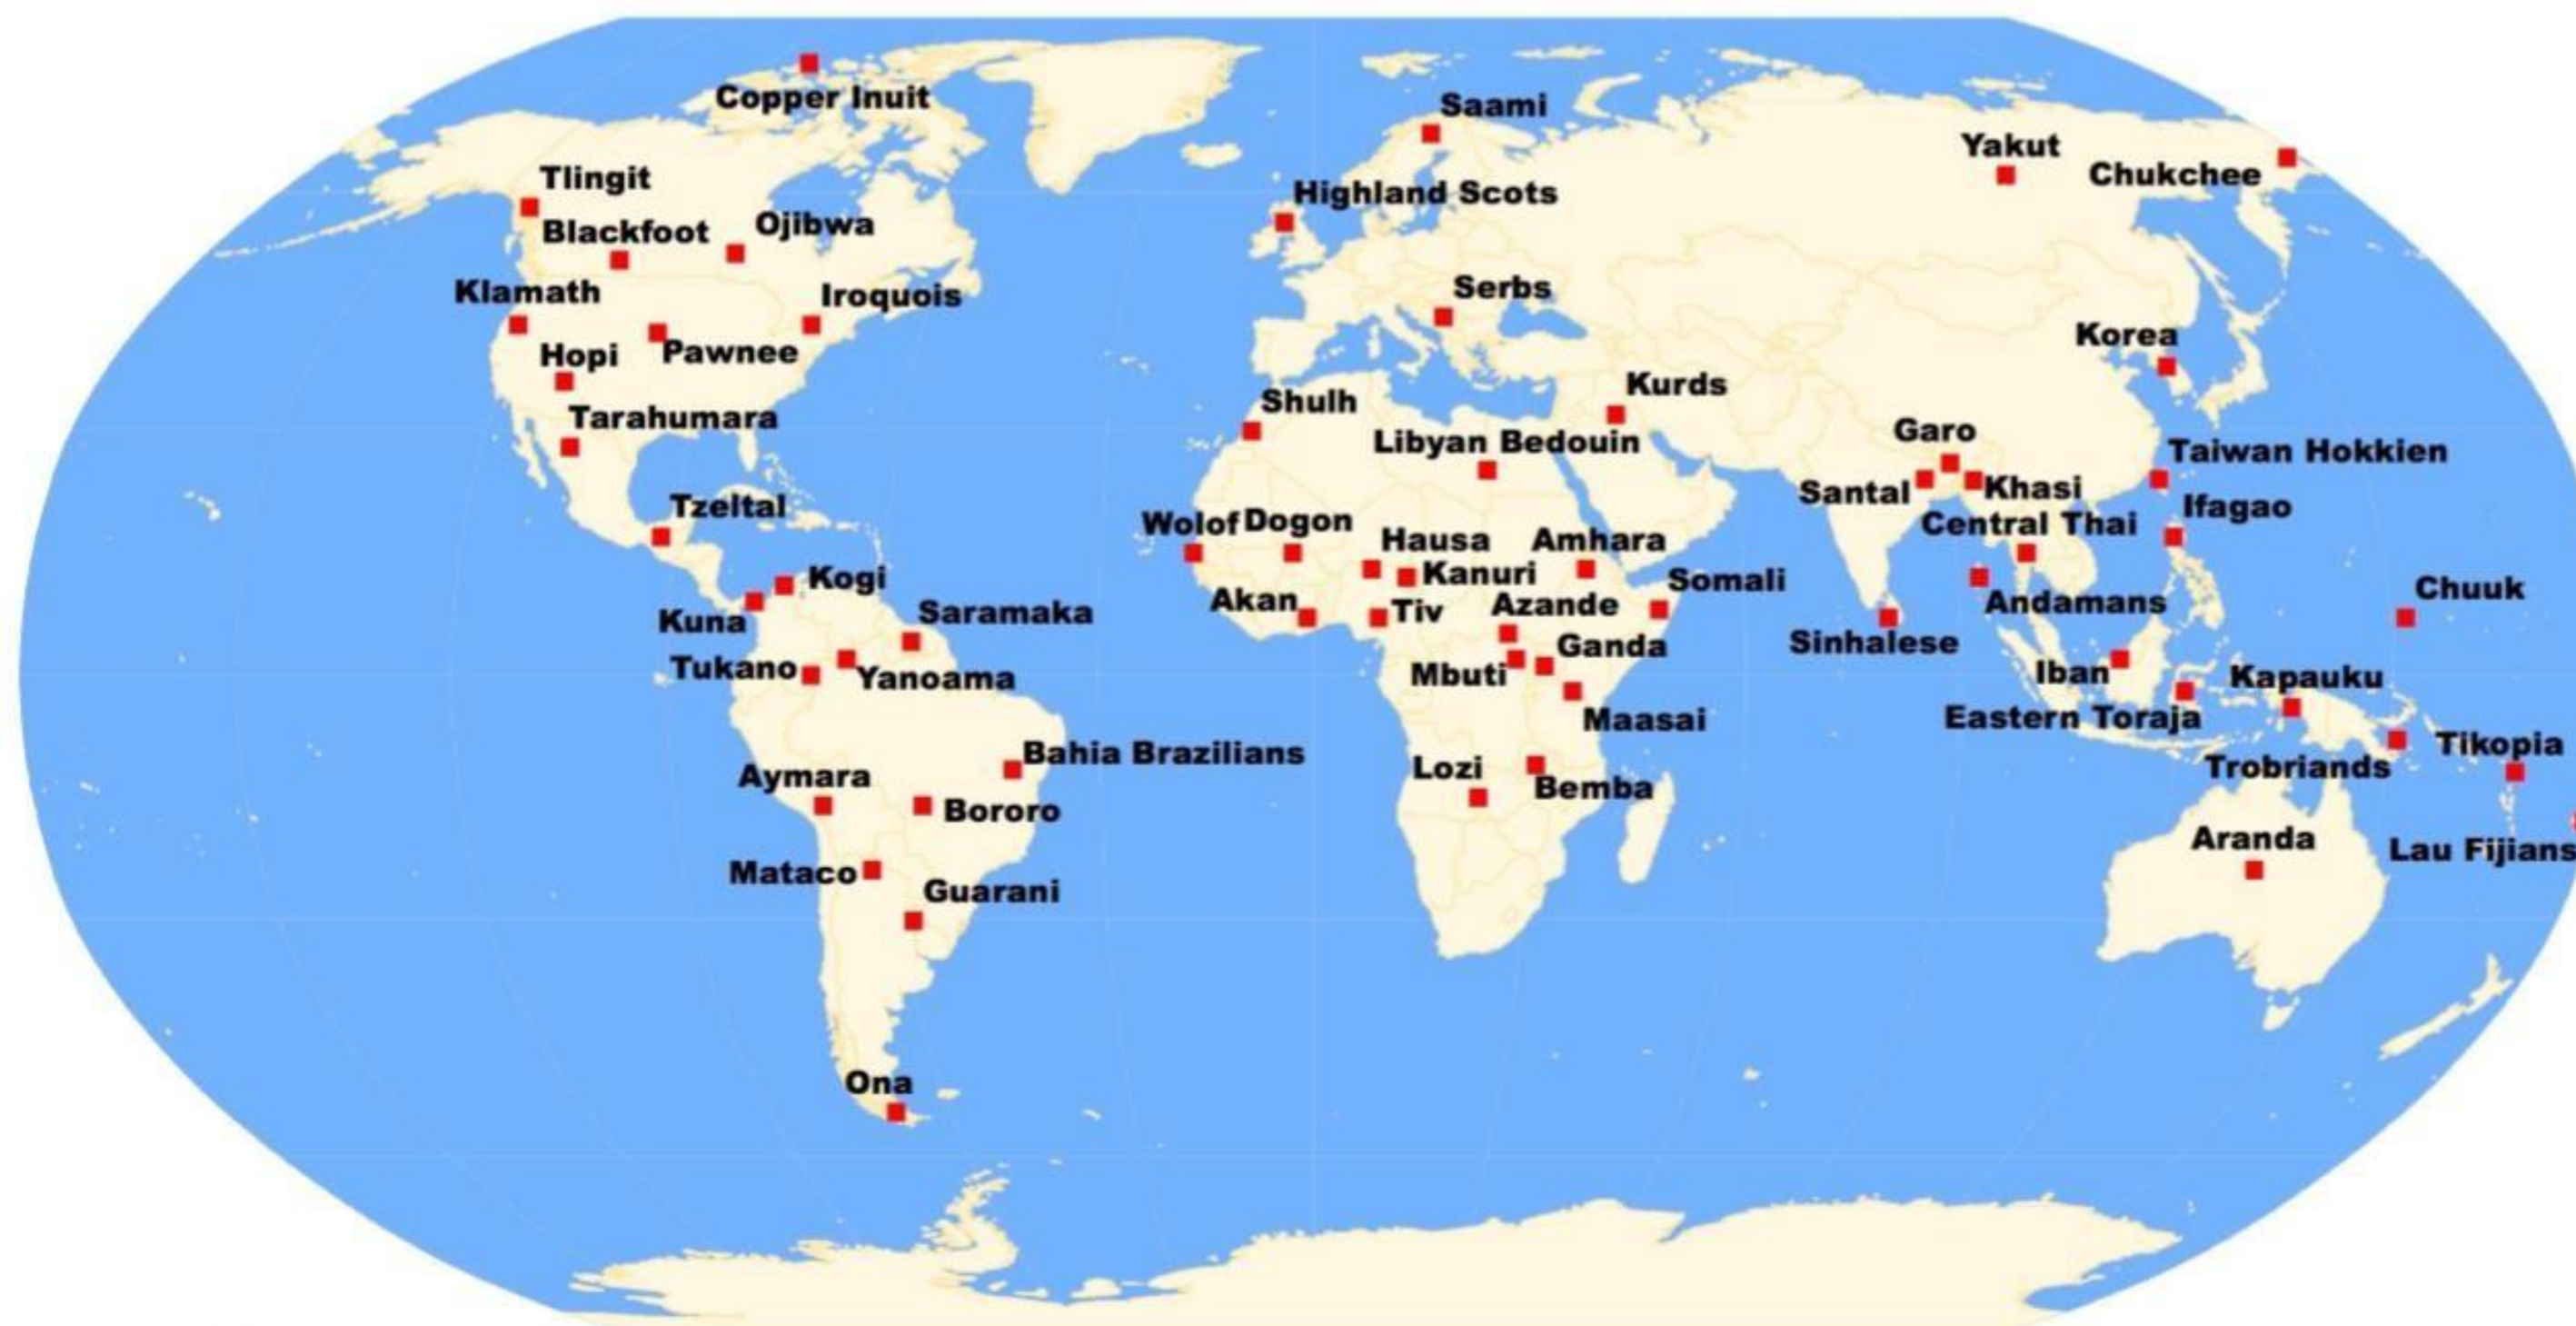 Copper Inuit
Saami
Yakut
Chukchee
Tlingit
Highland Scots
Blackfoot
Ojibwa
Klamath
Iroquois
Serbs
Korea
Hopi
Pawnee
Kurds
Shulh
Tarahumara
Libyan Bedouin
Garo
Taiwan Hokkien
Santal
Khasi
Tzeltal
Ifagao
Wolof
Dogon
Central Thai
Hausa
Amhara
Kanuri
Kogi
Somali
Chuuk
Akan
Tiv
Azande
Andamans
Kuna
Saramaka
Sinhalese
Ganda
Tukano
Yanoama
Mbuti
Iban
Kapauku
Maasai
Eastern Toraja
Tikopia
Bahia Brazilians
Trobriands
Aymara
Lozi
Bemba
Bororo
Aranda
Lau Fijians
Mataco
Guarani
Ona